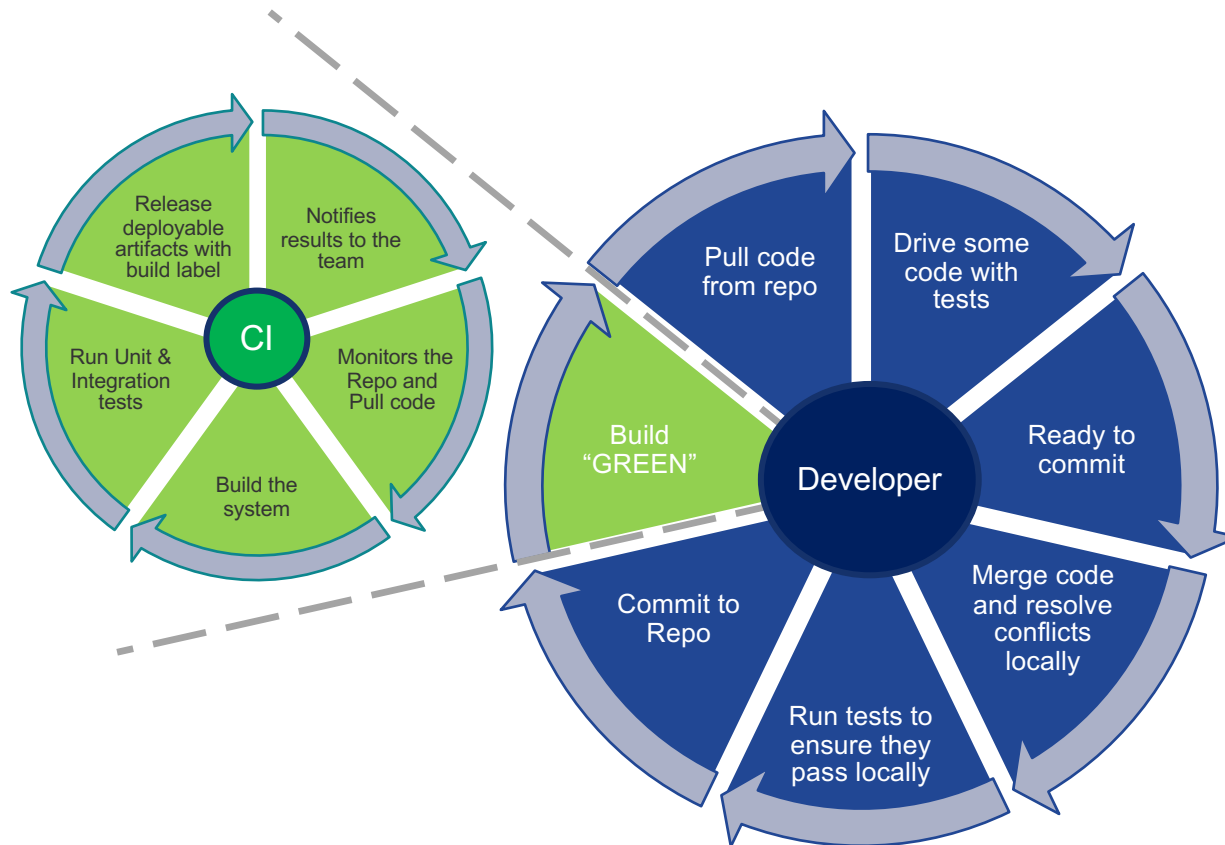 Release
deployable
artifacts with
build label
Notifies
results to the
team
CI
Run Unit &
Integration
tests
Monitors the
Repo and
Pull code
Build the
system
Pull code
from repo
Drive some
code with
tests
Build
“GREEN”
Developer
Ready to
commit
Commit to
Repo
Merge code
and resolve
conflicts
locally
Run tests to
ensure they
pass locally